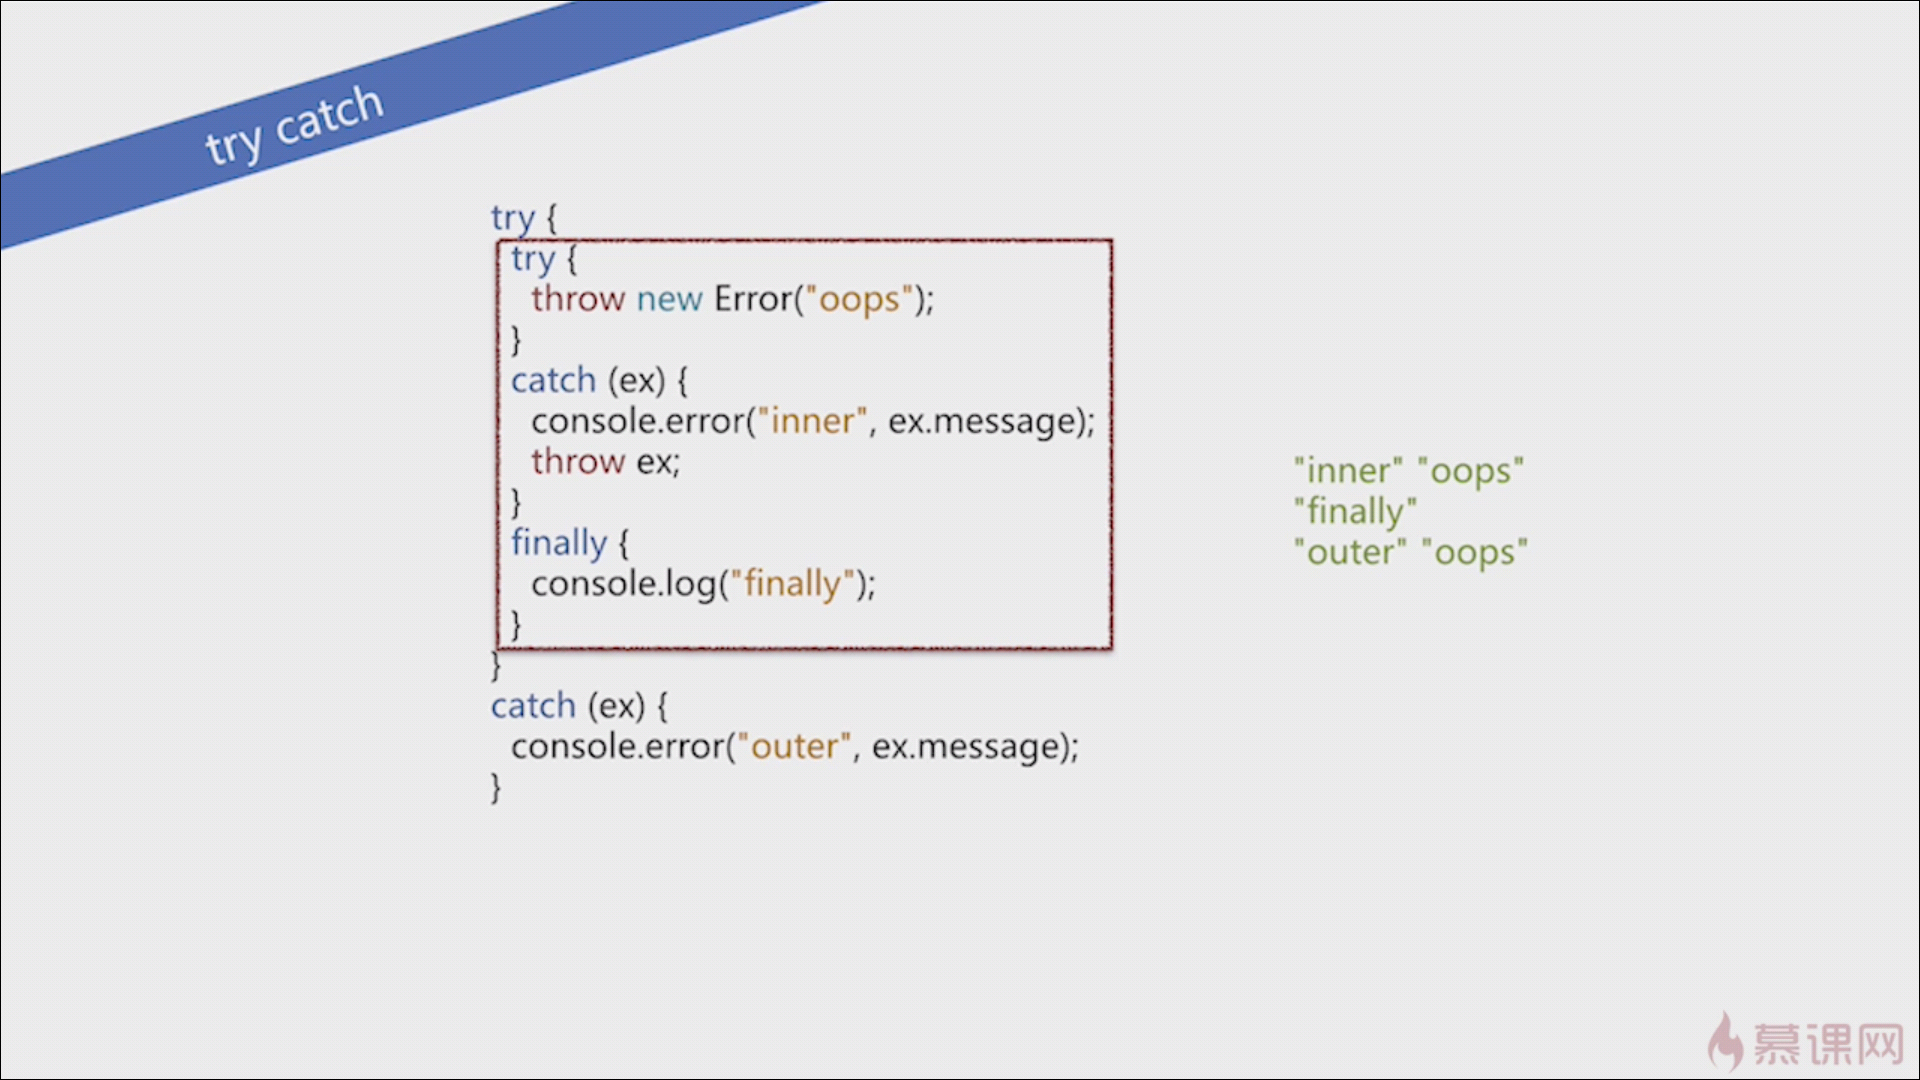 try catch
try {
try {
throw new Error("oops");
}
catch (ex) {
console.error("inner", ex.message);
throw ex;
}
finally {
console.log("finally");
}
}
catch (ex) {
console.error("outer", ex.message);
}
"inner" "oops"
"finally"
"outer" "oops"
慕课网